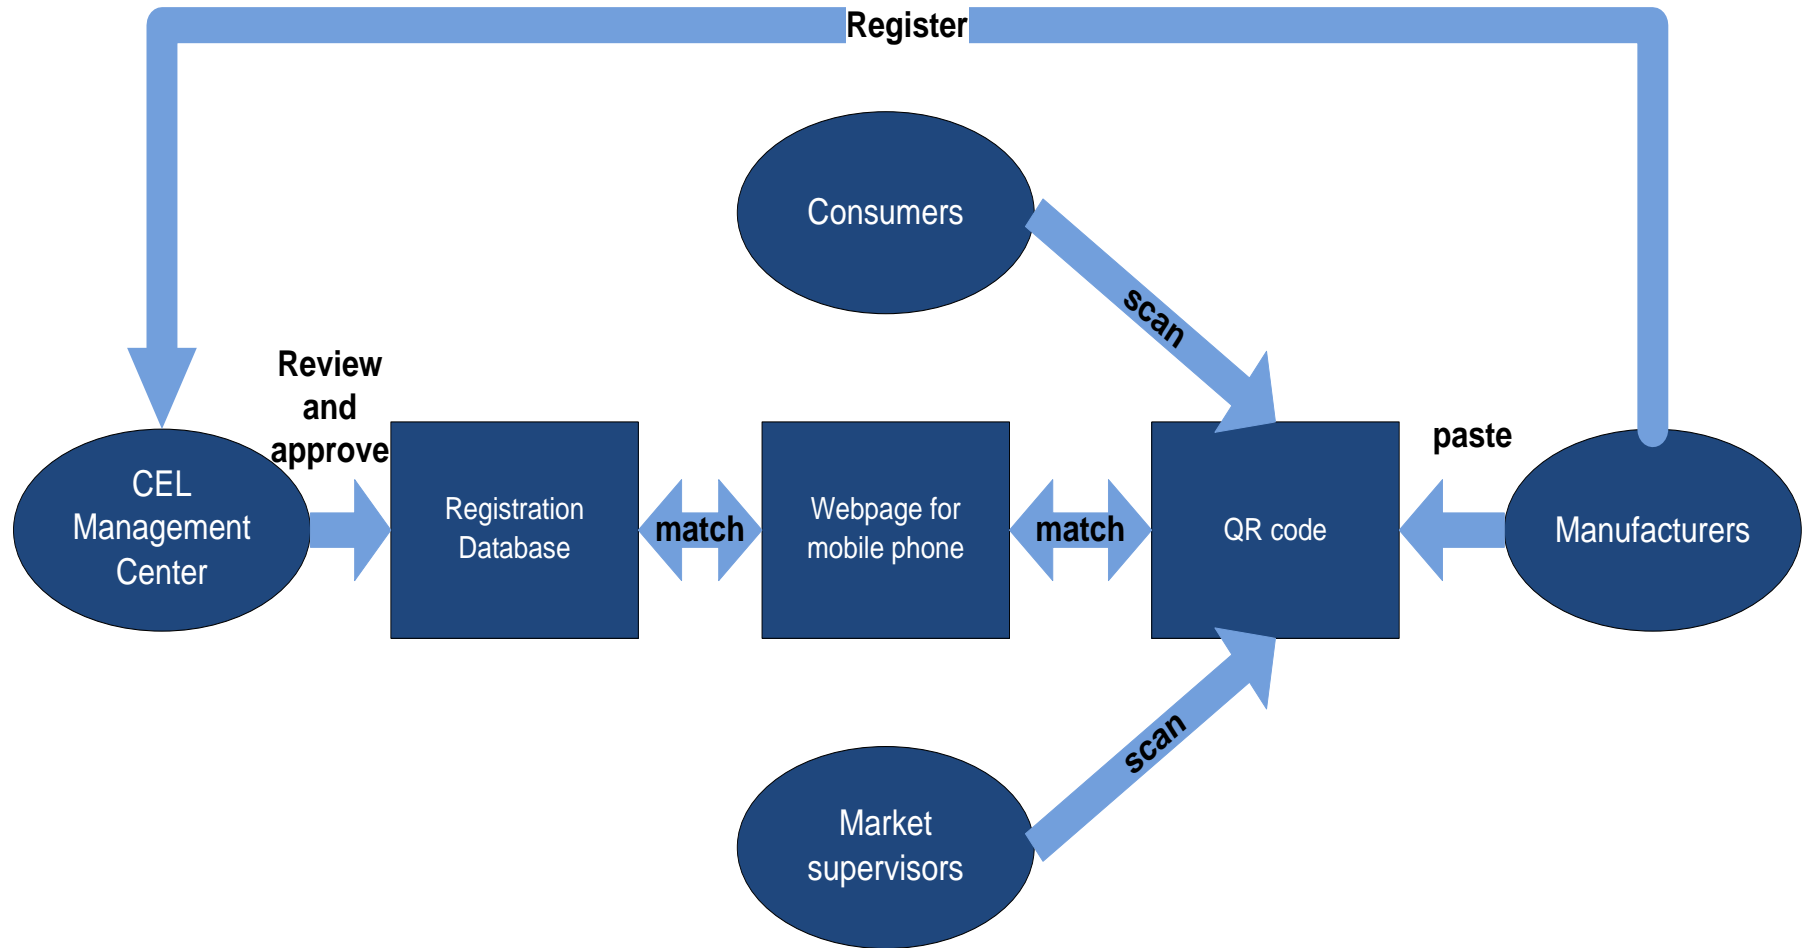 Register
Consumers
scan
Review
and
approve
paste
CEL
Management
Center
Registration
Database
match
Webpage for
mobile phone
match
QR code
Manufacturers
scan
Market
supervisors